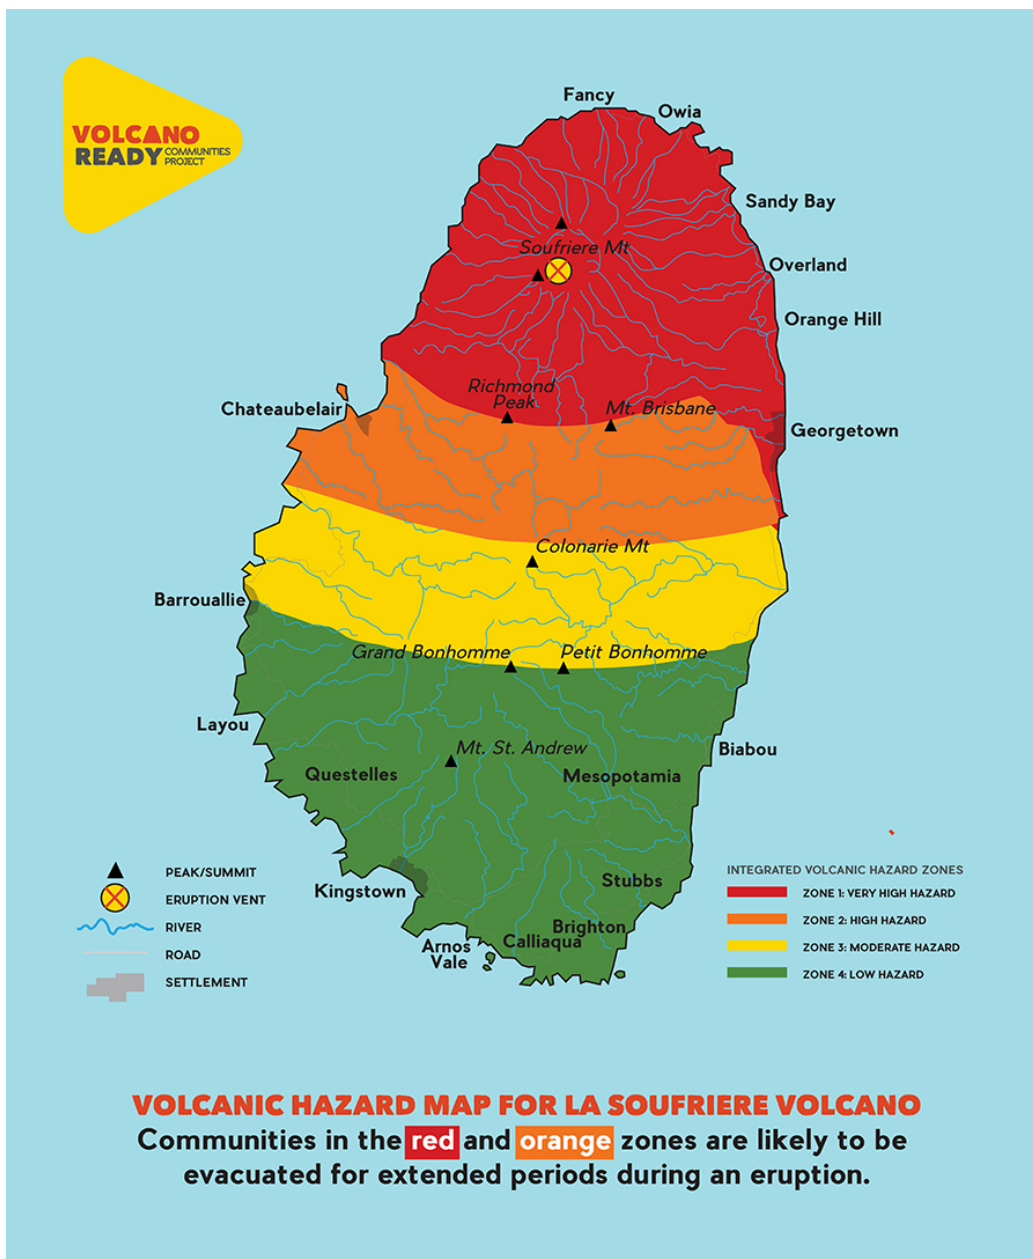 VOLCANO
READY COMMUNITIES
PROJECT
Fancy
Owia
Sandy Bay
Soufriere Mt
Overland
Orange Hill
Richmond
Peak
Chateaubelair
Mt. Brisbane
Georgetown
Colonarie Mt
Barrouallie
Grand Bonhomme
Petit Bonhomme
Layou
Mt. St. Andrew
Biabou
Questelles
Mesopotamia
Kingstown
Stubbs
Brighton
Arnos
Vale
Calliaqua
PEAK/SUMMIT
ERUPTION VENT
RIVER
ROAD
SETTLEMENT
INTEGRATED VOLCANIC HAZARD ZONES
ZONE 1: VERY HIGH HAZARD
ZONE 2: HIGH HAZARD
ZONE 3: MODERATE HAZARD
ZONE 4: LOW HAZARD
VOLCANIC HAZARD MAP FOR LA SOUFRIERE VOLCANO
Communities in the red and orange zones are likely to be
evacuated for extended periods during an eruption.